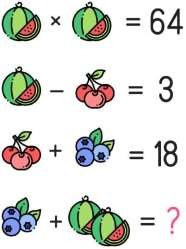 × = 64
− = 3
+ = 18
+ = ?